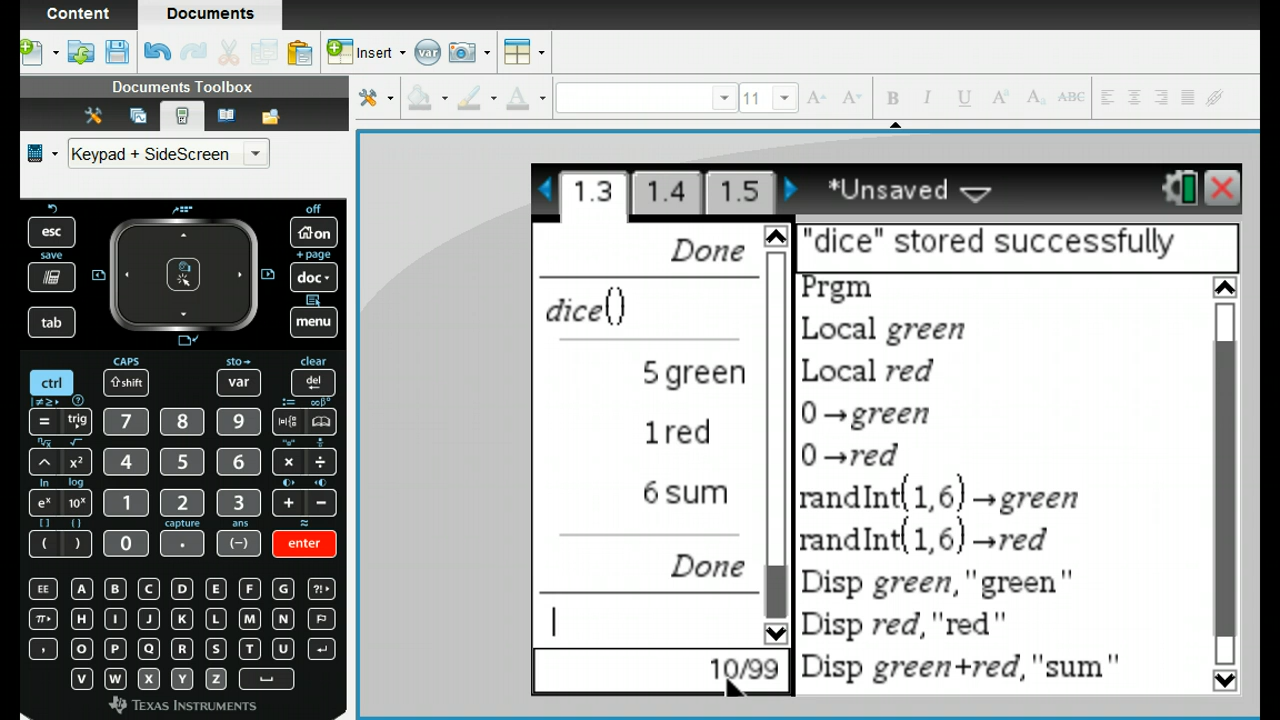 Content Documents
Insert var
Documents Toolbox
11 A A B I U A A ABC
Keypad + SideScreen
1.3 1.4 1.5 *Unsaved
"dice" stored successfully
Done
dice()
5 green
1 red
6 sum
Done
10/99
Prgm
Local green
Local red
0→green
0→red
randInt(1,6)→green
randInt(1,6)→red
Disp green,"green"
Disp red,"red"
Disp green+red,"sum"
off
esc on
save + page
doc
tab menu
CAPS sto→ clear
ctrl shift var del
|≠≥▸ ? :=
= trig 7 8 9
^ x² 4 5 6 × ÷
ln log
eˣ 10ˣ 1 2 3 + −
[] {} capture ans ≈
( ) 0 . (−) enter
EE A B C D E F G ?!▸
π▸ H I J K L M N
, O P Q R S T U
V W X Y Z
TEXAS INSTRUMENTS